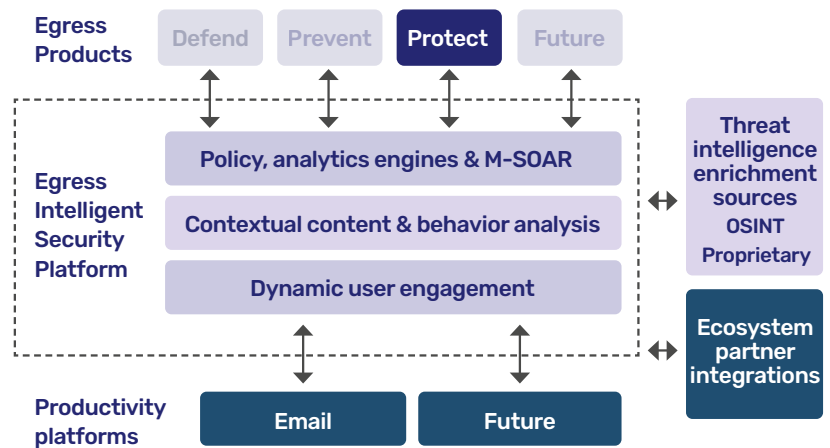 Egress
Products
Defend
Prevent
Protect
Future
Egress
Intelligent
Security
Platform
Policy, analytics engines & M-SOAR
Contextual content & behavior analysis
Dynamic user engagement
Threat
intelligence
enrichment
sources
OSINT
Proprietary
Ecosystem
partner
integrations
Productivity
platforms
Email
Future